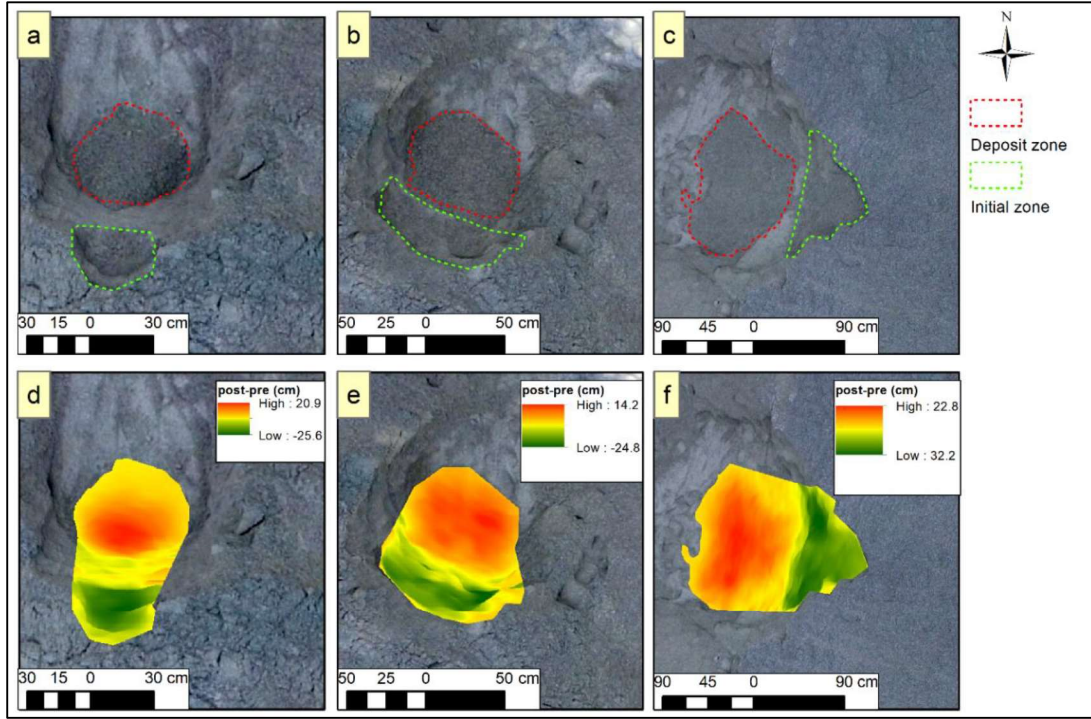 a
b
c
N
Deposit zone
Initial zone
30 15 0 30 cm
50 25 0 50 cm
90 45 0 90 cm
d
post-pre (cm)
High : 20.9
Low : -25.6
e
post-pre (cm)
High : 14.2
Low : -24.8
f
post-pre (cm)
High : 22.8
Low : 32.2
30 15 0 30 cm
50 25 0 50 cm
90 45 0 90 cm